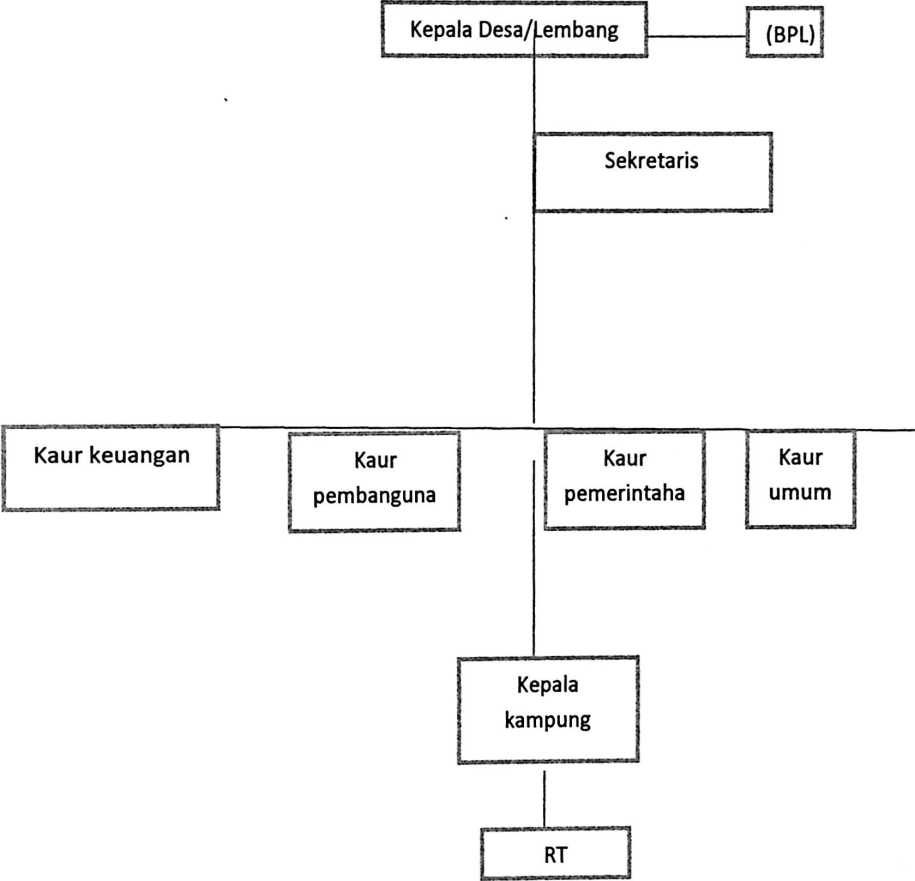 Kepala Desa/Lembang
(BPL)
Sekretaris
Kaur keuangan
Kaur
pembanguna
Kaur
pemerintaha
Kaur
umum
Kepala
kampung
RT